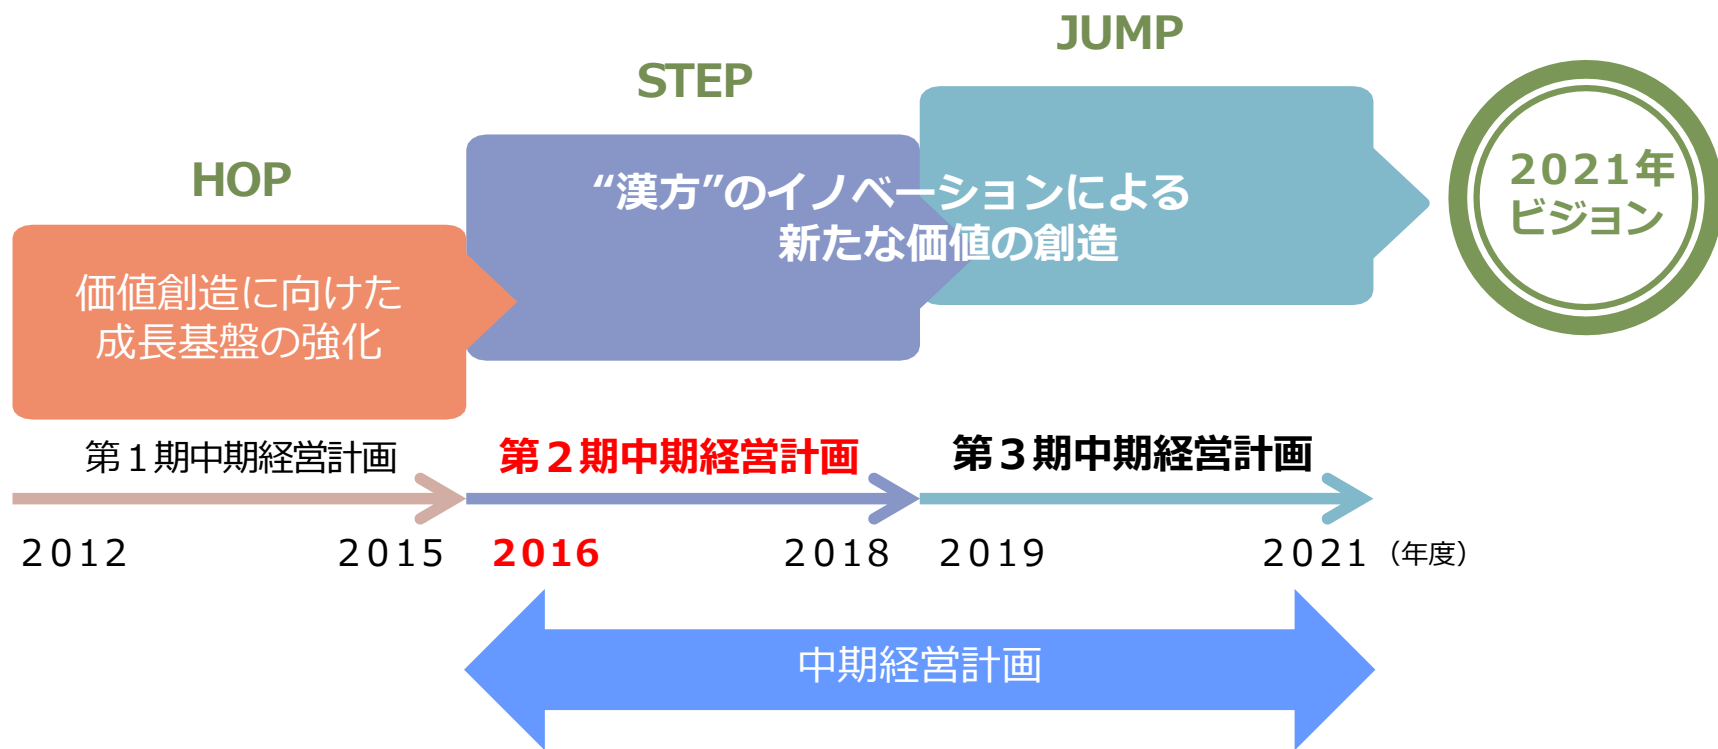 JUMP
STEP
HOP
“漢方”のイノベーションによる
新たな価値の創造
2021年
ビジョン
価値創造に向けた
成長基盤の強化
第１期中期経営計画
第２期中期経営計画
第３期中期経営計画
2012
2015
2016
2018
2019
2021（年度）
中期経営計画